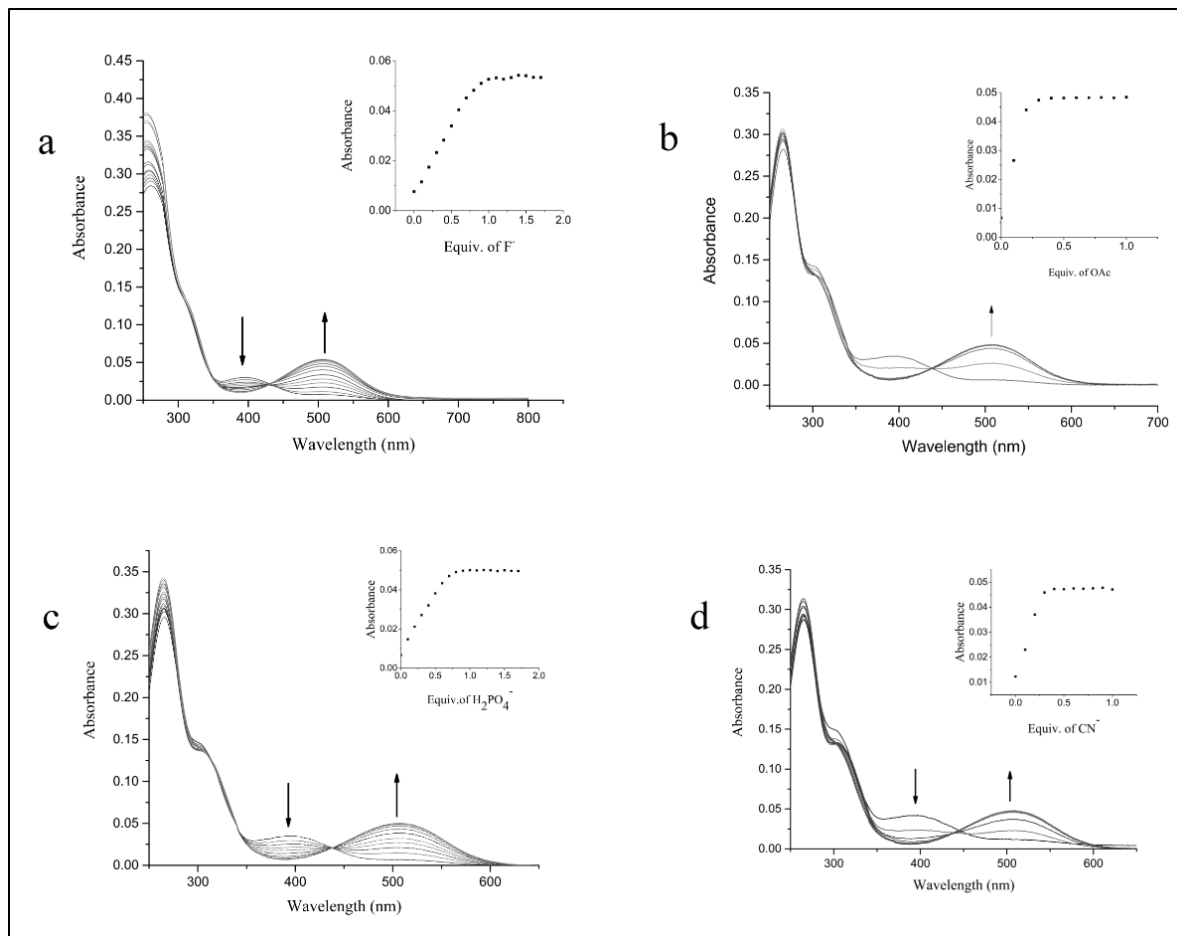 a
0.45
0.40
0.35
0.30
0.25
0.20
0.15
0.10
0.05
0.00
300 400 500 600 700 800
Absorbance
Wavelength (nm)
0.06
0.04
0.02
0.00
0.0 0.5 1.0 1.5 2.0
Absorbance
Equiv. of F⁻
b
0.35
0.30
0.25
0.20
0.15
0.10
0.05
0.00
300 400 500 600 700
Absorbance
Wavelength (nm)
0.05
0.04
0.03
0.02
0.01
0.00
0.0 0.5 1.0
Absorbance
Equiv. of OAc
c
0.35
0.30
0.25
0.20
0.15
0.10
0.05
0.00
300 400 500 600
Absorbance
Wavelength (nm)
0.06
0.04
0.02
0.00
0.0 0.5 1.0 1.5 2.0
Absorbance
Equiv.of H₂PO₄⁻
d
0.35
0.30
0.25
0.20
0.15
0.10
0.05
0.00
300 400 500 600
Absorbance
Wavelength (nm)
0.05
0.04
0.03
0.02
0.01
0.0 0.5 1.0
Absorbance
Equiv. of CN⁻